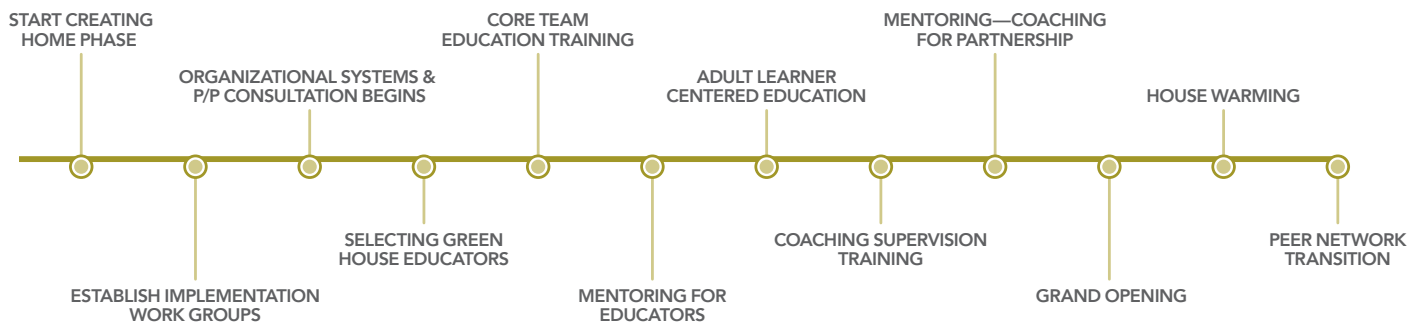 START CREATING
HOME PHASE
ESTABLISH IMPLEMENTATION
WORK GROUPS
ORGANIZATIONAL SYSTEMS &
P/P CONSULTATION BEGINS
SELECTING GREEN
HOUSE EDUCATORS
CORE TEAM
EDUCATION TRAINING
MENTORING FOR
EDUCATORS
ADULT LEARNER
CENTERED EDUCATION
COACHING SUPERVISION
TRAINING
MENTORING—COACHING
FOR PARTNERSHIP
GRAND OPENING
HOUSE WARMING
PEER NETWORK
TRANSITION